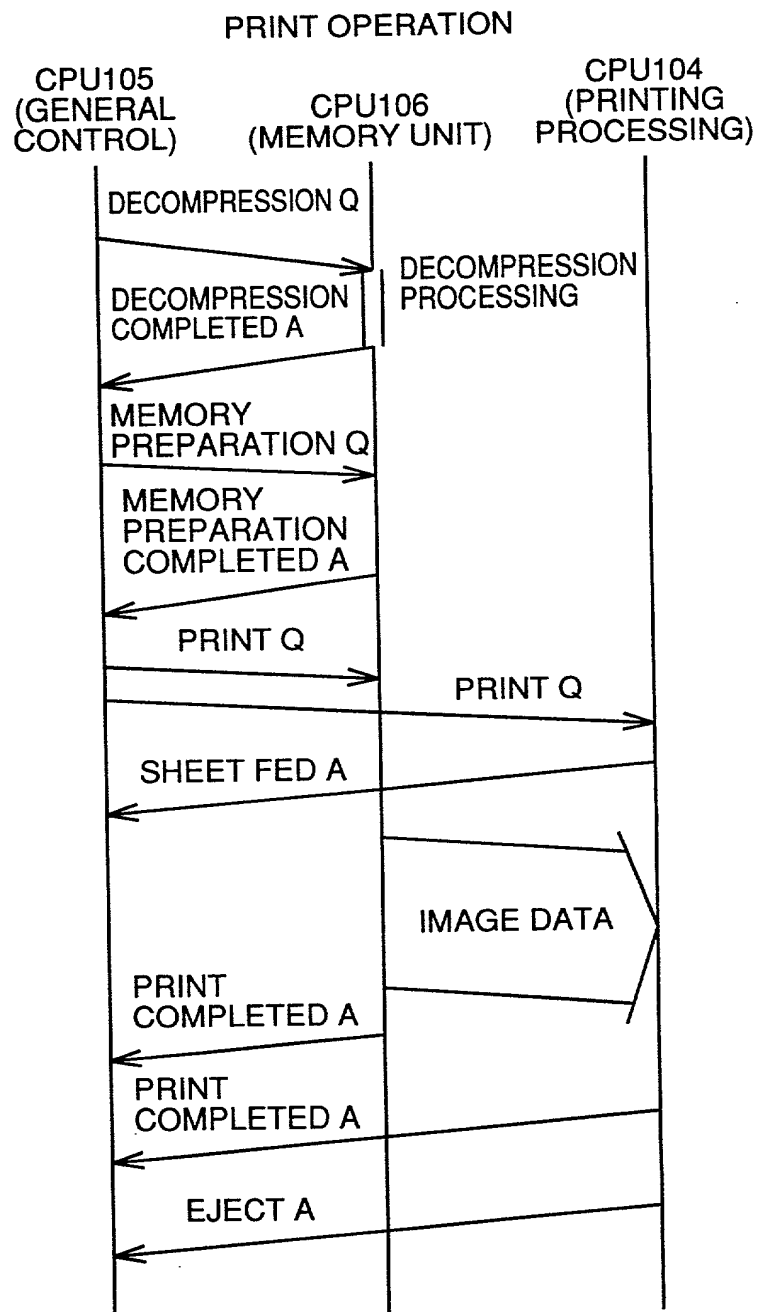 PRINT OPERATION
CPU105
(GENERAL
CONTROL)
CPU106
(MEMORY UNIT)
CPU104
(PRINTING
PROCESSING)
DECOMPRESSION Q
DECOMPRESSION
PROCESSING
DECOMPRESSION
COMPLETED A
MEMORY
PREPARATION Q
MEMORY
PREPARATION
COMPLETED A
PRINT Q
PRINT Q
SHEET FED A
IMAGE DATA
PRINT
COMPLETED A
PRINT
COMPLETED A
EJECT A